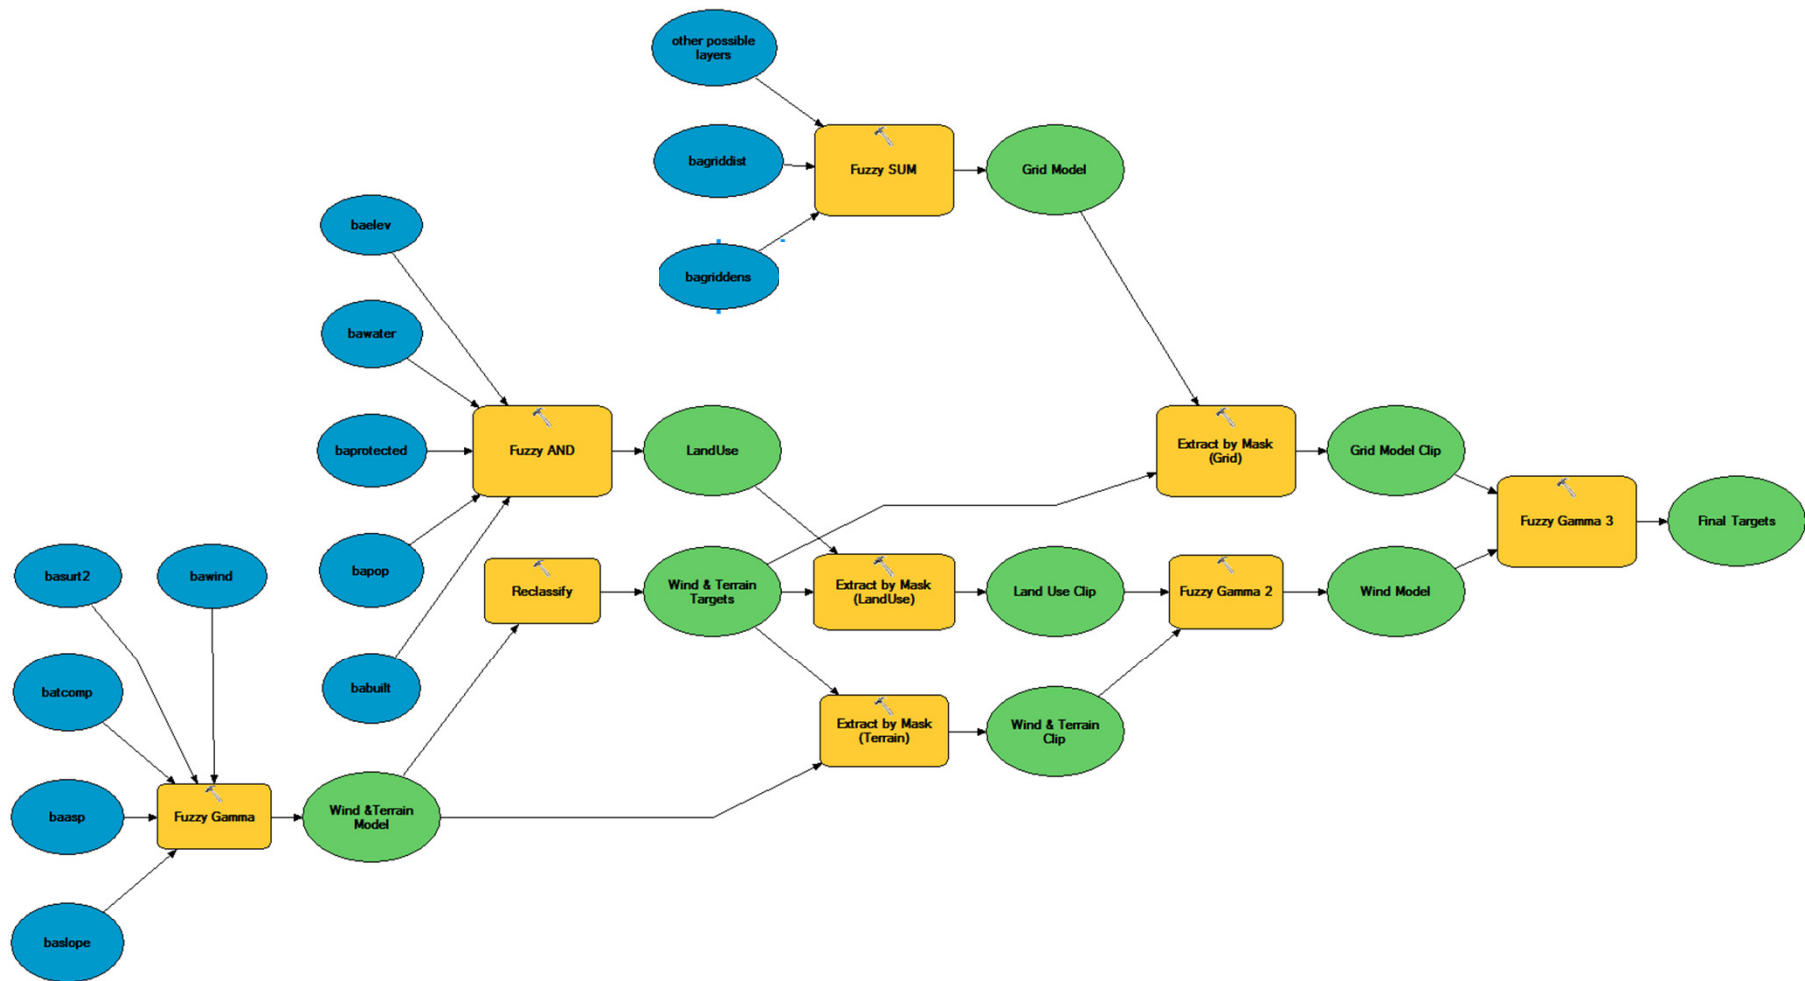 other possible
layers
bagriddist
Fuzzy SUM
Grid Model
bagriddens
baelev
bawater
baprotected
Fuzzy AND
LandUse
Extract by Mask
(Grid)
Grid Model Clip
Fuzzy Gamma 3
Final Targets
basurt2
bawind
bapop
Reclassify
Wind & Terrain
Targets
Extract by Mask
(LandUse)
Land Use Clip
Fuzzy Gamma 2
Wind Model
batcomp
babuilt
Extract by Mask
(Terrain)
Wind & Terrain
Clip
baasp
Fuzzy Gamma
Wind &Terrain
Model
baslope